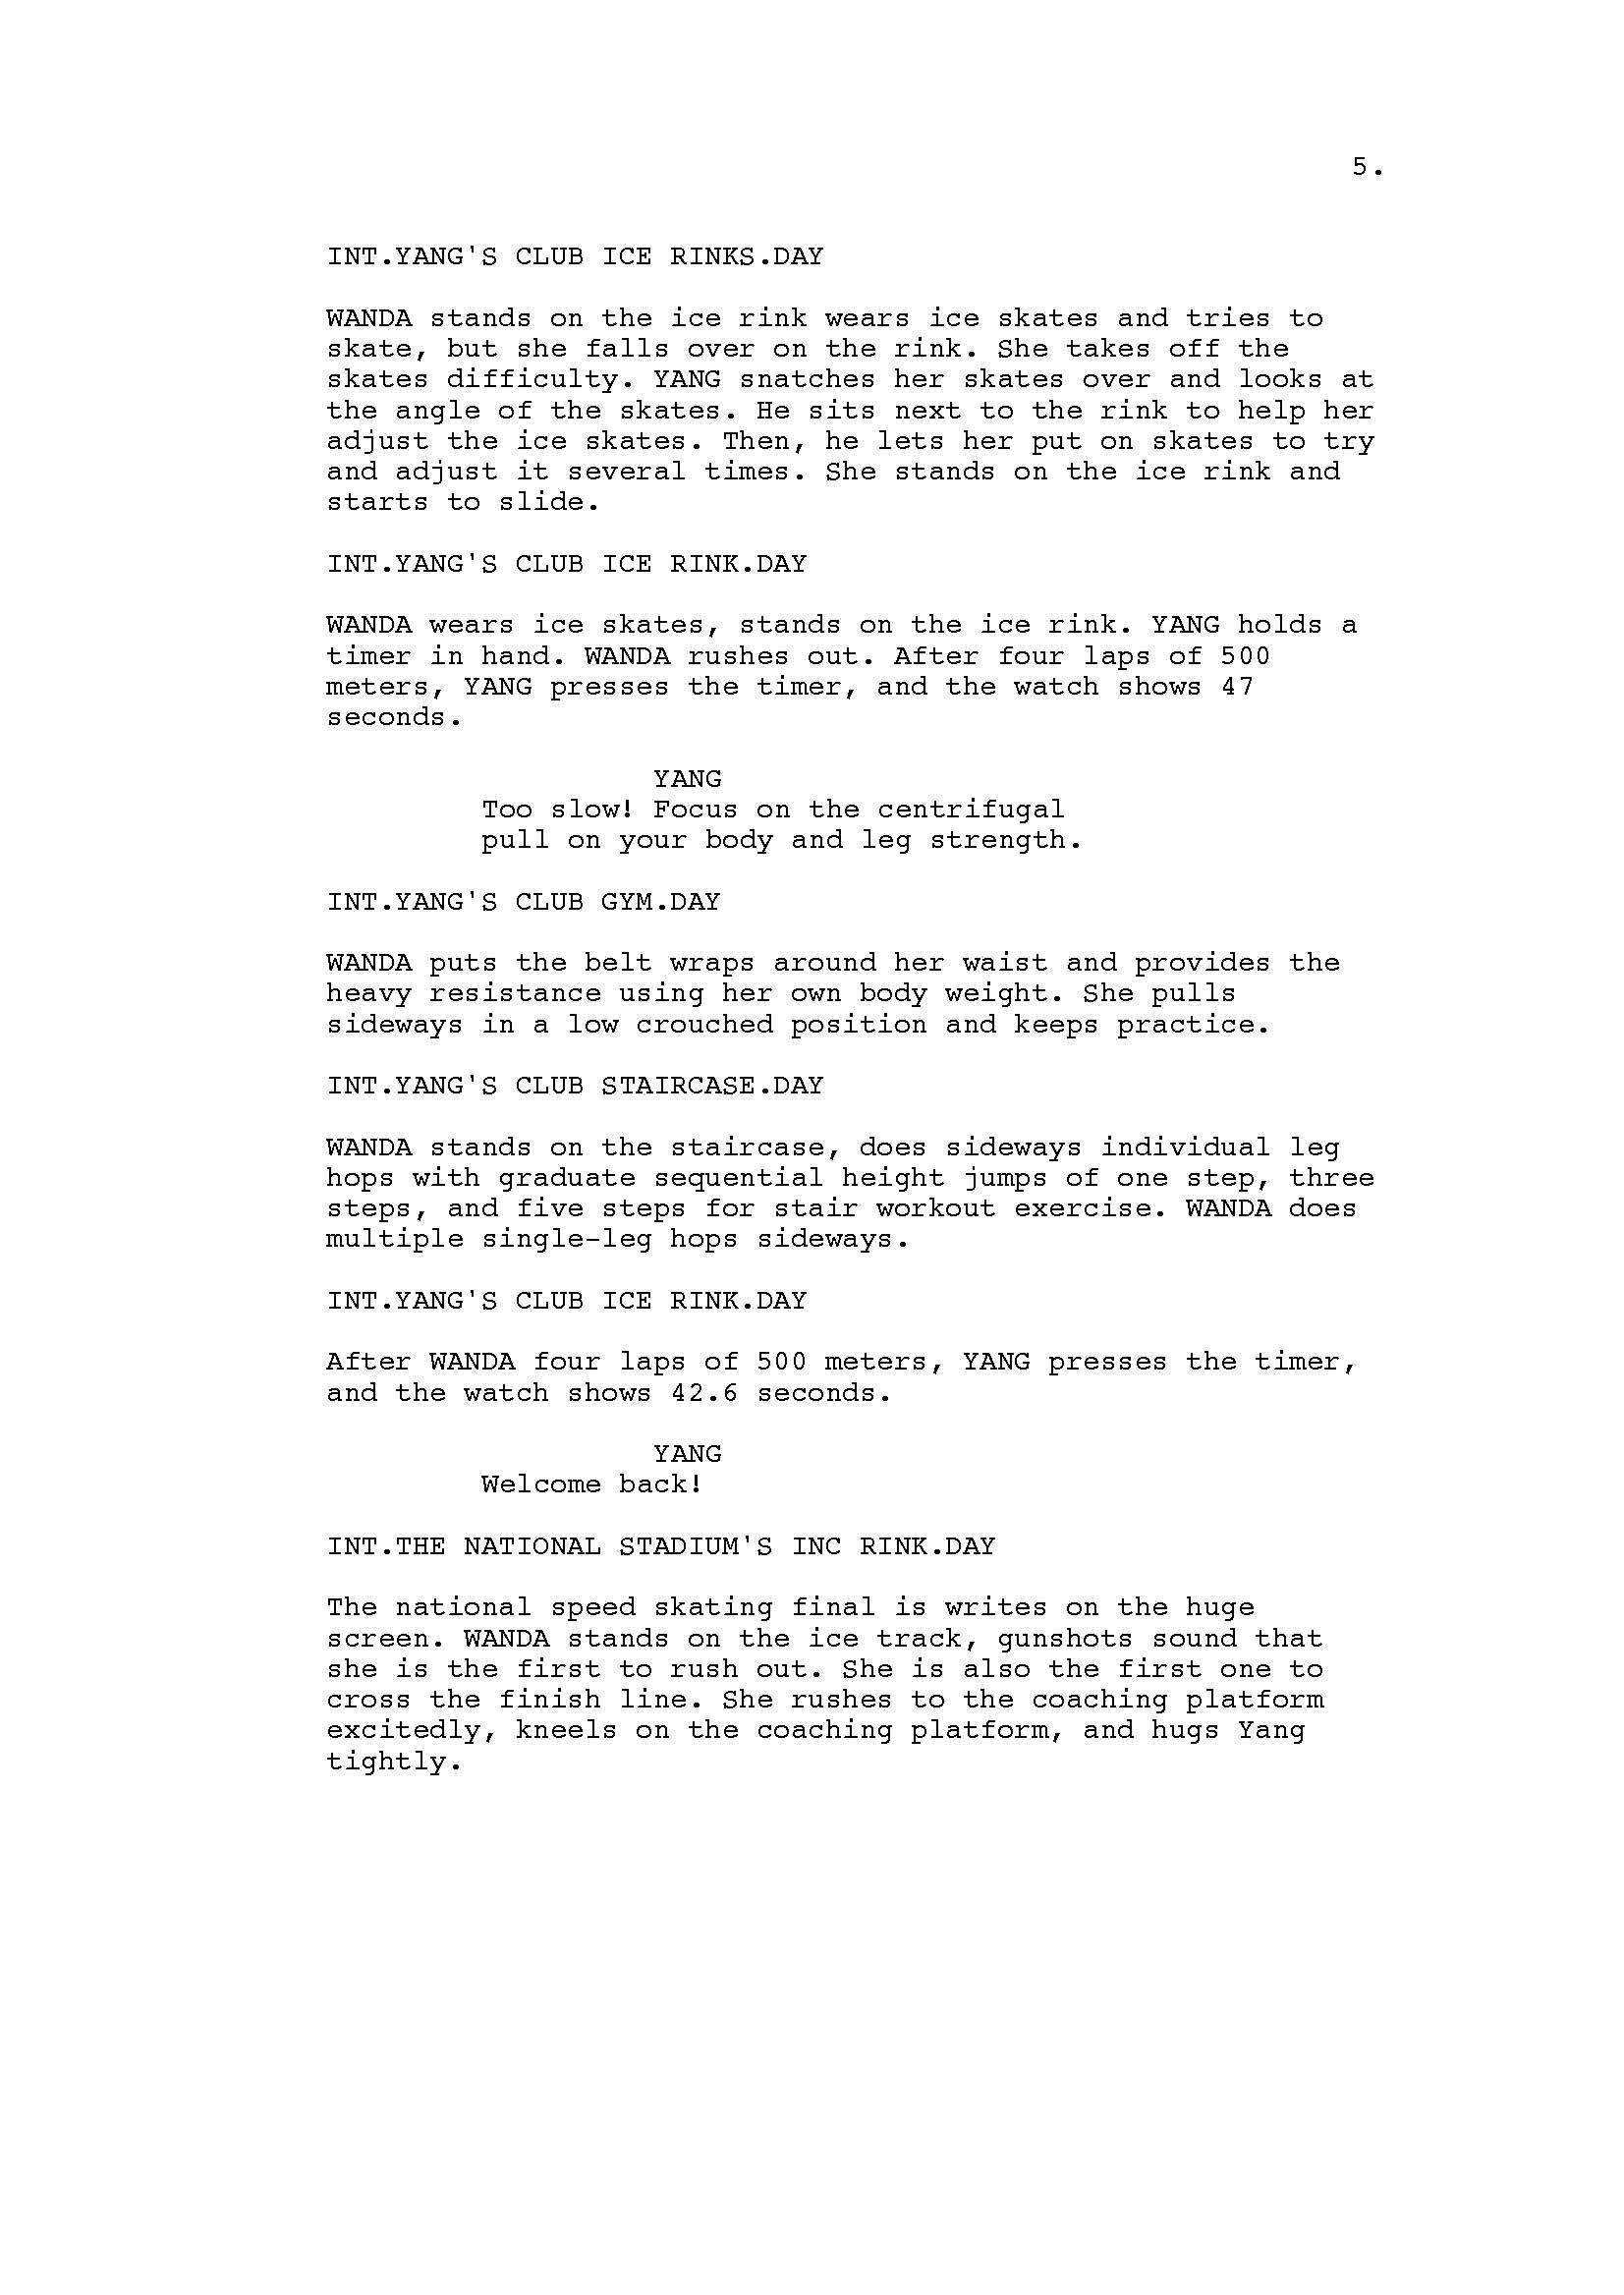 5.
INT.YANG'S CLUB ICE RINKS.DAY
WANDA stands on the ice rink wears ice skates and tries to
skate, but she falls over on the rink. She takes off the
skates difficulty. YANG snatches her skates over and looks at
the angle of the skates. He sits next to the rink to help her
adjust the ice skates. Then, he lets her put on skates to try
and adjust it several times. She stands on the ice rink and
starts to slide.
INT.YANG'S CLUB ICE RINK.DAY
WANDA wears ice skates, stands on the ice rink. YANG holds a
timer in hand. WANDA rushes out. After four laps of 500
meters, YANG presses the timer, and the watch shows 47
seconds.
YANG
Too slow! Focus on the centrifugal
pull on your body and leg strength.
INT.YANG'S CLUB GYM.DAY
WANDA puts the belt wraps around her waist and provides the
heavy resistance using her own body weight. She pulls
sideways in a low crouched position and keeps practice.
INT.YANG'S CLUB STAIRCASE.DAY
WANDA stands on the staircase, does sideways individual leg
hops with graduate sequential height jumps of one step, three
steps, and five steps for stair workout exercise. WANDA does
multiple single-leg hops sideways.
INT.YANG'S CLUB ICE RINK.DAY
After WANDA four laps of 500 meters, YANG presses the timer,
and the watch shows 42.6 seconds.
YANG
Welcome back!
INT.THE NATIONAL STADIUM'S INC RINK.DAY
The national speed skating final is writes on the huge
screen. WANDA stands on the ice track, gunshots sound that
she is the first to rush out. She is also the first one to
cross the finish line. She rushes to the coaching platform
excitedly, kneels on the coaching platform, and hugs Yang
tightly.